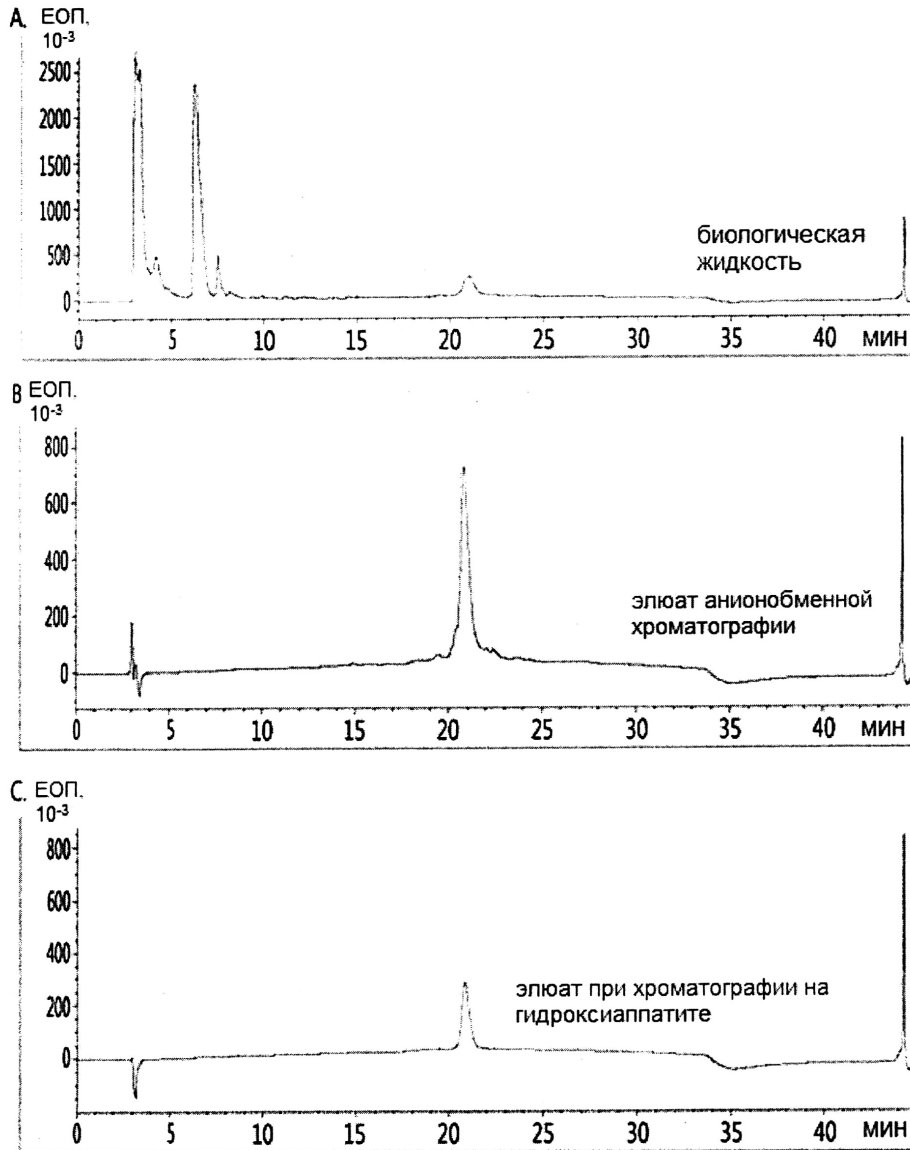 A. ЕОП.
10-3
2500
2000
1500
1000
500
0
биологическая
жидкость
0 5 10 15 20 25 30 35 40 мин
B ЕОП.
10-3
800
600
400
200
0
элюат анионобменной
хроматографии
0 5 10 15 20 25 30 35 40 мин
C. ЕОП.
10-3
800
600
400
200
0
элюат при хроматографии на
гидроксиаппатите
0 5 10 15 20 25 30 35 40 мин